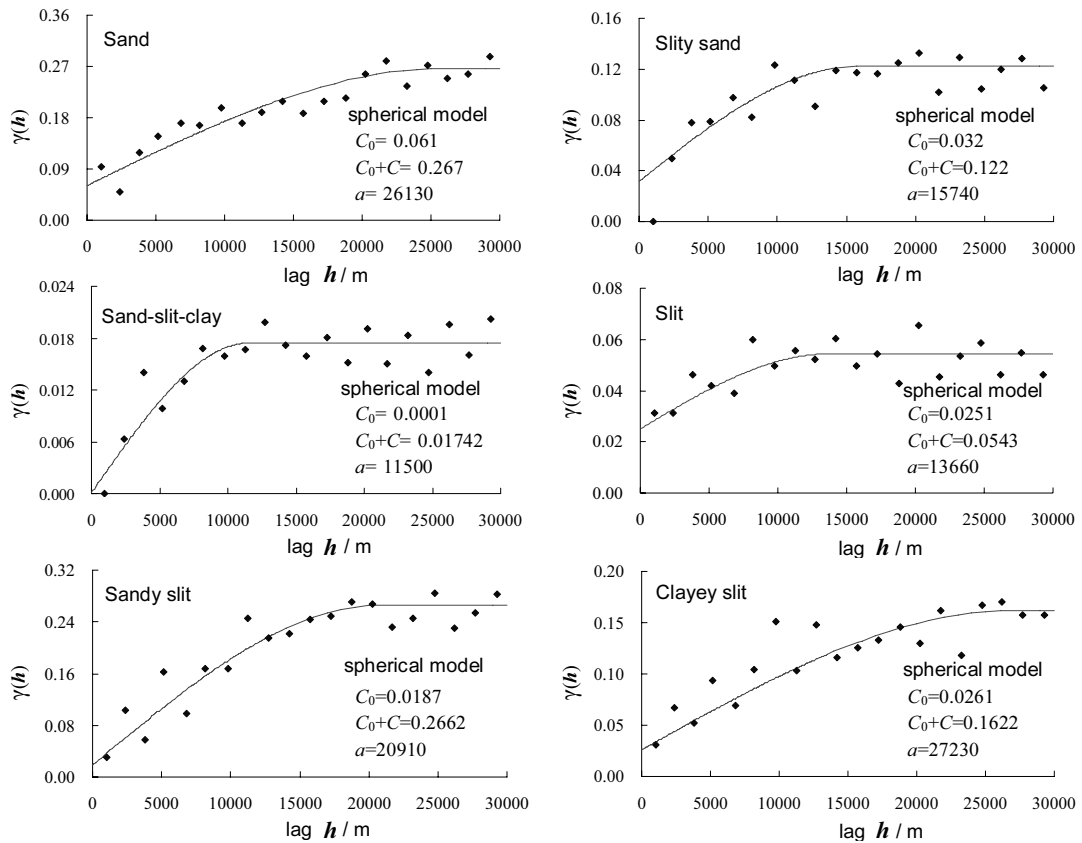 Sand
γ(h)
0.36
0.27
0.18
0.09
0.00
spherical model
C₀= 0.061
C₀+C= 0.267
a= 26130
0 5000 10000 15000 20000 25000 30000
lag h / m
Slity sand
γ(h)
0.16
0.12
0.08
0.04
0.00
spherical model
C₀=0.032
C₀+C=0.122
a=15740
0 5000 10000 15000 20000 25000 30000
lag h / m
Sand-slit-clay
γ(h)
0.024
0.018
0.012
0.006
0.000
spherical model
C₀= 0.0001
C₀+C= 0.01742
a= 11500
0 5000 10000 15000 20000 25000 30000
lag h / m
Slit
γ(h)
0.08
0.06
0.04
0.02
0.00
spherical model
C₀=0.0251
C₀+C=0.0543
a=13660
0 5000 10000 15000 20000 25000 30000
lag h / m
Sandy slit
γ(h)
0.32
0.24
0.16
0.08
0.00
spherical model
C₀=0.0187
C₀+C=0.2662
a=20910
0 5000 10000 15000 20000 25000 30000
lag h / m
Clayey slit
γ(h)
0.20
0.15
0.10
0.05
0.00
spherical model
C₀=0.0261
C₀+C=0.1622
a=27230
0 5000 10000 15000 20000 25000 30000
lag h / m